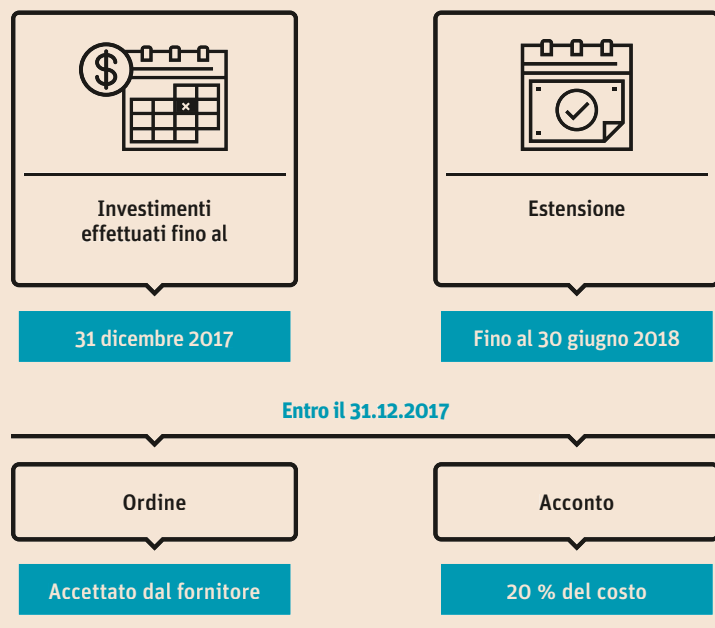 $
x
Investimenti
effettuati fino al
31 dicembre 2017
Estensione
Fino al 30 giugno 2018
Entro il 31.12.2017
Ordine
Accettato dal fornitore
Acconto
20 % del costo